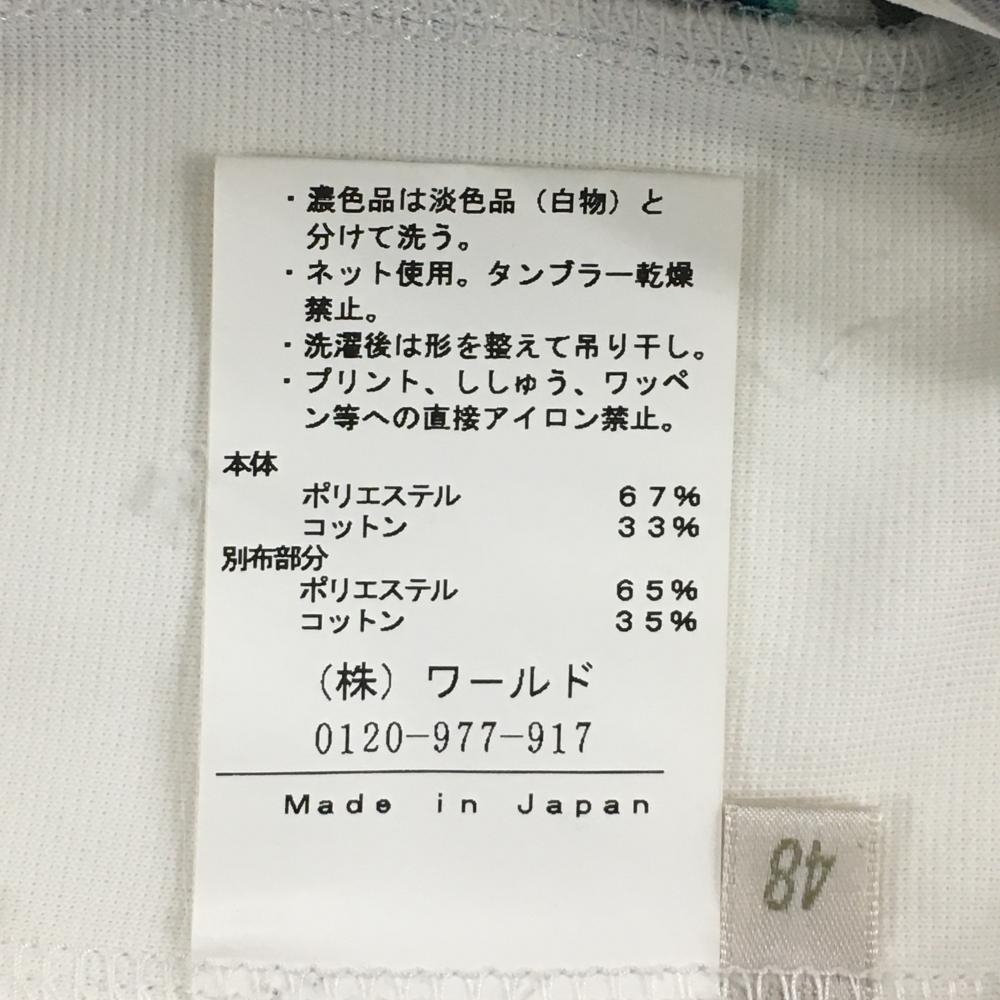 ・濃色品は淡色品（白物）と
分けて洗う。
・ネット使用。タンブラー乾燥
禁止。
・洗濯後は形を整えて吊り干し。
・プリント、ししゅう、ワッペ
ン等への直接アイロン禁止。
本体
ポリエステル 67%
コットン 33%
別布部分
ポリエステル 65%
コットン 35%
（株）ワールド
0120-977-917
Made in Japan
48